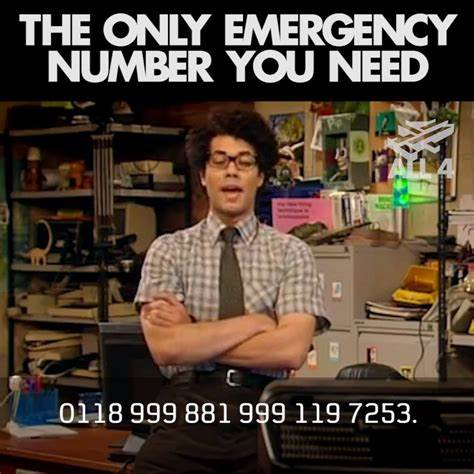 THE ONLY EMERGENCY
NUMBER YOU NEED
ALL 4
0118 999 881 999 119 7253.